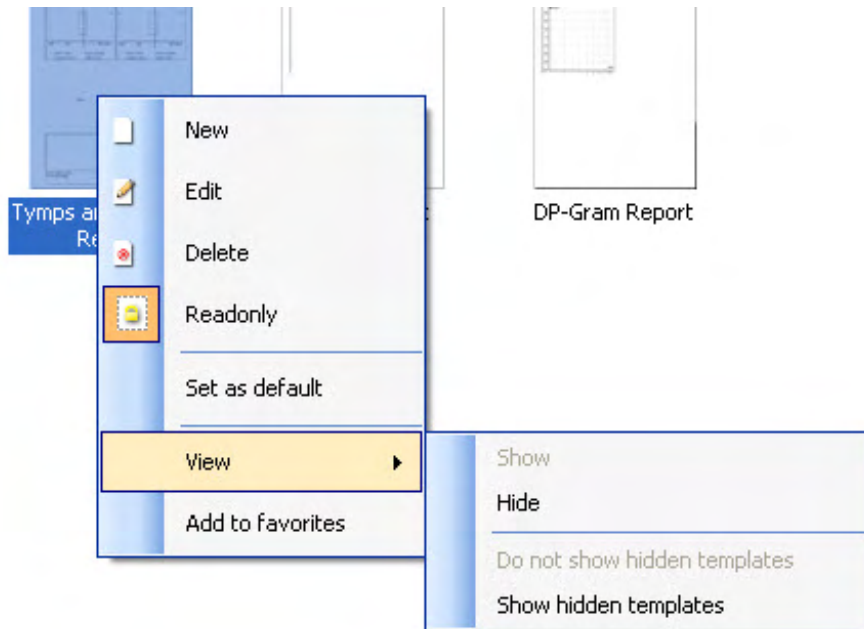 New
Edit
Tymps a
DP-Gram Report
Re
Delete
Readonly
Set as default
View
Show
Hide
Add to favorites
Do not show hidden templates
Show hidden templates